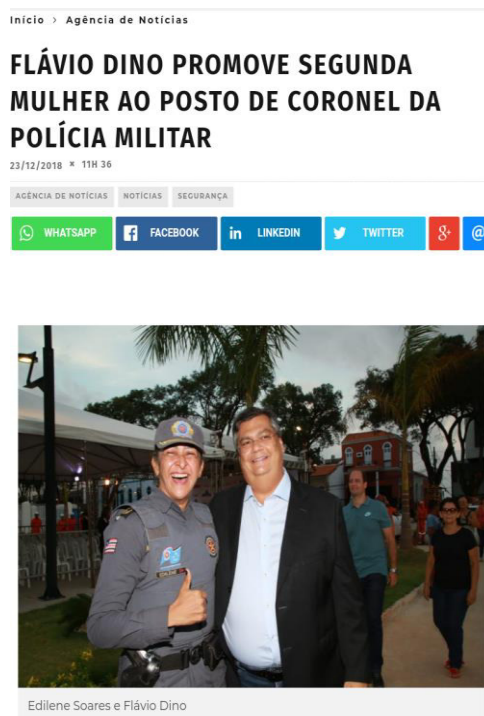 Início › Agência de Notícias
FLÁVIO DINO PROMOVE SEGUNDA
MULHER AO POSTO DE CORONEL DA
POLÍCIA MILITAR
23/12/2018 × 11H 36
AGÊNCIA DE NOTÍCIAS NOTÍCIAS SEGURANÇA
WHATSAPP FACEBOOK in LINKEDIN TWITTER g+ @
Edilene Soares e Flávio Dino